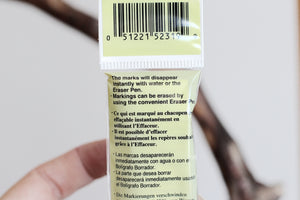 0 51221 52319
The marks will disappear
instantly with water or the
Eraser Pen.
• Markings can be erased by
using the convenient Eraser Pen
• Ce qui est marqué au chacopen
effaçable instantanément en
utilisant l'Effaceur.
• Il est possible d'effacer
instantanément les repères
grâce à l'Effaceur.
• Las marcas desaparecerán
inmediatamente con agua o con el
Bolígrafo Borrador.
• La parte que desea borrar
desaparecerá inmediatamente usando
el Bolígrafo Borrador.
• Die Markierungen verschwinden